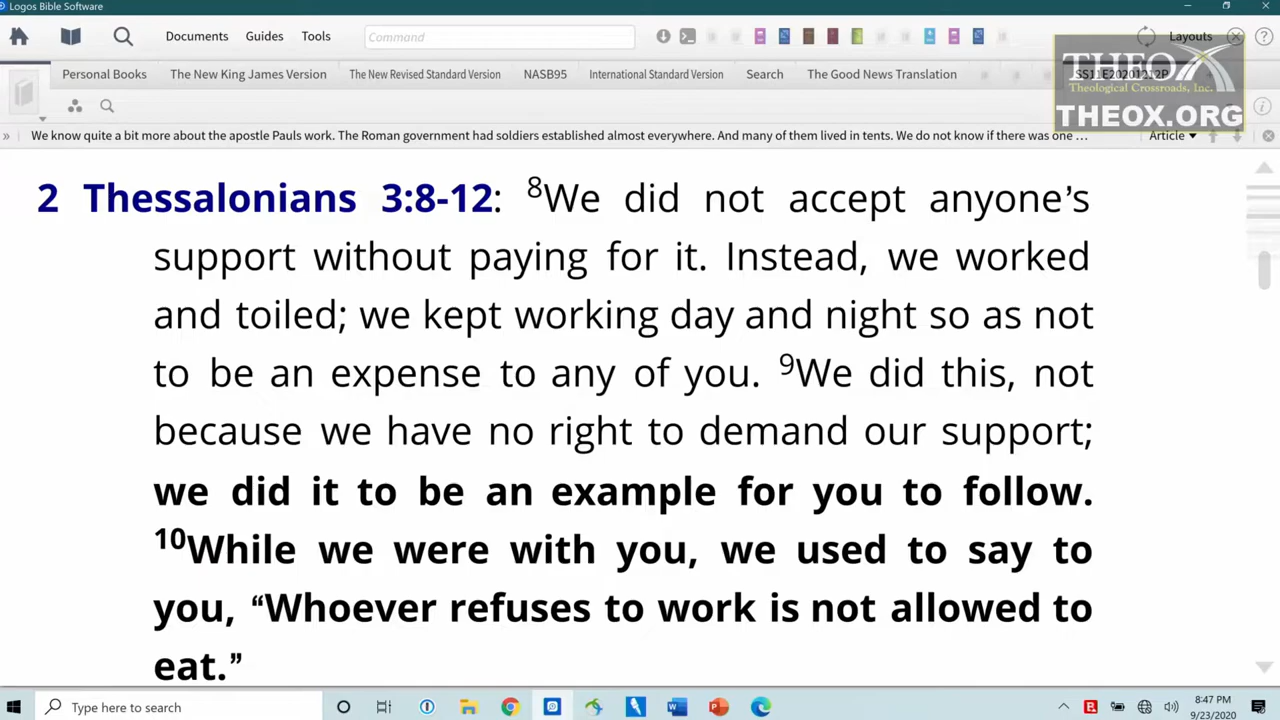 Logos Bible Software
Documents Guides Tools Command Layouts
Personal Books The New King James Version The New Revised Standard Version NASB95 International Standard Version Search The Good News Translation SS11E20201212P
THEOX
Theological Crossroads, Inc.
THEOX.ORG
» We know quite a bit more about the apostle Pauls work. The Roman government had soldiers established almost everywhere. And many of them lived in tents. We do not know if there was one ... Article
2 Thessalonians 3:8-12: 8We did not accept anyone's
support without paying for it. Instead, we worked
and toiled; we kept working day and night so as not
to be an expense to any of you. 9We did this, not
because we have no right to demand our support;
we did it to be an example for you to follow.
10While we were with you, we used to say to
you, “Whoever refuses to work is not allowed to
eat.”
Type here to search
8:47 PM
9/23/2020